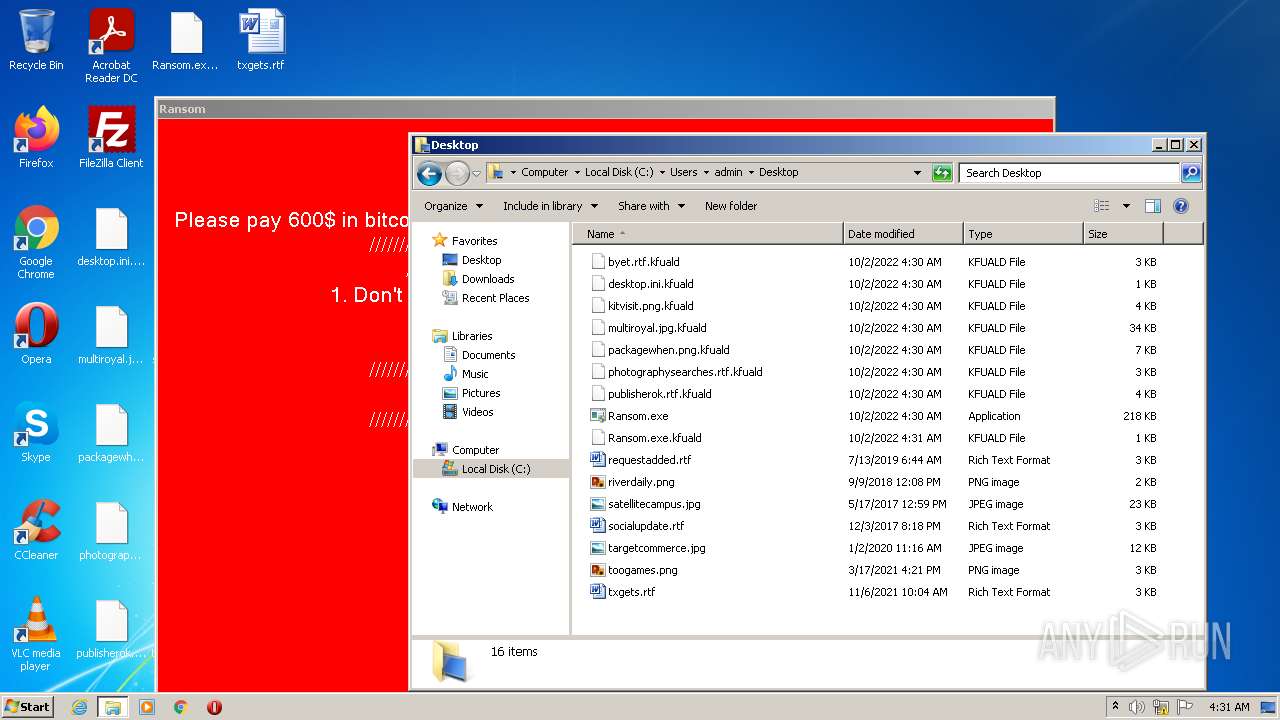 Recycle Bin
Acrobat
Reader DC
Ransom.ex...
txgets.rtf
Firefox
FileZilla Client
Google
Chrome
desktop.ini....
Opera
multiroyal.j...
Skype
packagewh...
CCleaner
photograp...
VLC media
player
publisherok....
Ransom
Please pay 600$ in bitco
///////
1. Don't
///////
///////
Desktop
Computer
Local Disk (C:)
Users
admin
Desktop
Search Desktop
Organize
Include in library
Share with
New folder
Favorites
Desktop
Downloads
Recent Places
Libraries
Documents
Music
Pictures
Videos
Computer
Local Disk (C:)
Network
Name Date modified Type Size
byet.rtf.kfuald 10/2/2022 4:30 AM KFUALD File 3 KB
desktop.ini.kfuald 10/2/2022 4:30 AM KFUALD File 1 KB
kitvisit.png.kfuald 10/2/2022 4:30 AM KFUALD File 4 KB
multiroyal.jpg.kfuald 10/2/2022 4:30 AM KFUALD File KB
packagewhen.png.kfuald 10/2/2022 4:30 AM KFUALD File 7 KB
photographysearches.rtf.kfuald 10/2/2022 4:30 AM KFUALD File 3 KB
publisherok.rtf.kfuald 10/2/2022 4:30 AM KFUALD File 4 KB
Ransom.exe 10/2/2022 4:30 AM Application 218 KB
Ransom.exe.kfuald 10/2/2022 4:31 AM KFUALD File 1 KB
requestadded.rtf 7/13/2019 6:44 AM Rich Text Format 3 KB
riverdaily.png 9/9/2018 12:08 PM PNG image 2 KB
satellitecampus.jpg 5/17/2017 12:59 PM JPEG image 23 KB
socialupdate.rtf 12/3/2017 8:18 PM Rich Text Format 3 KB
targetcommerce.jpg 1/2/2020 11:16 AM JPEG image 12 KB
toogames.png 3/17/2021 4:21 PM PNG image 3 KB
txgets.rtf 11/6/2021 10:04 AM Rich Text Format 3 KB
16 items
ANY RUN
Start
4:31 AM